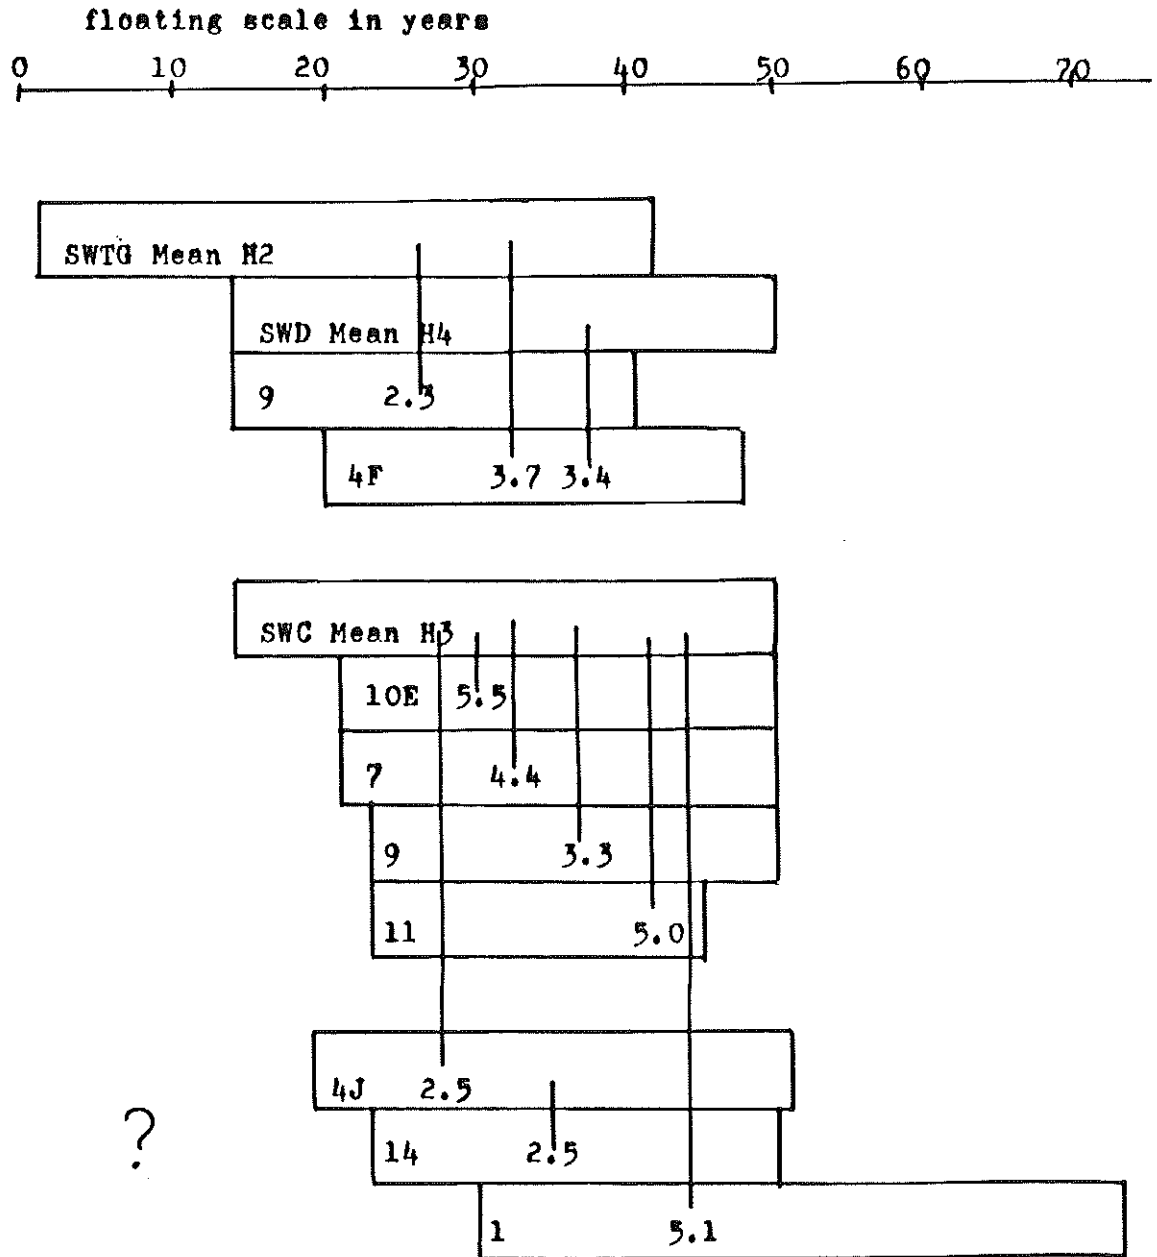 floating scale in years
0 10 20 30 40 50 60 70
SWTG Mean H2
SWD Mean H4
9 2.3
4F 3.7 3.4
SWC Mean H3
10E 5.5
7 4.4
9 3.3
11 5.0
4J 2.5
?
14 2.5
1 5.1